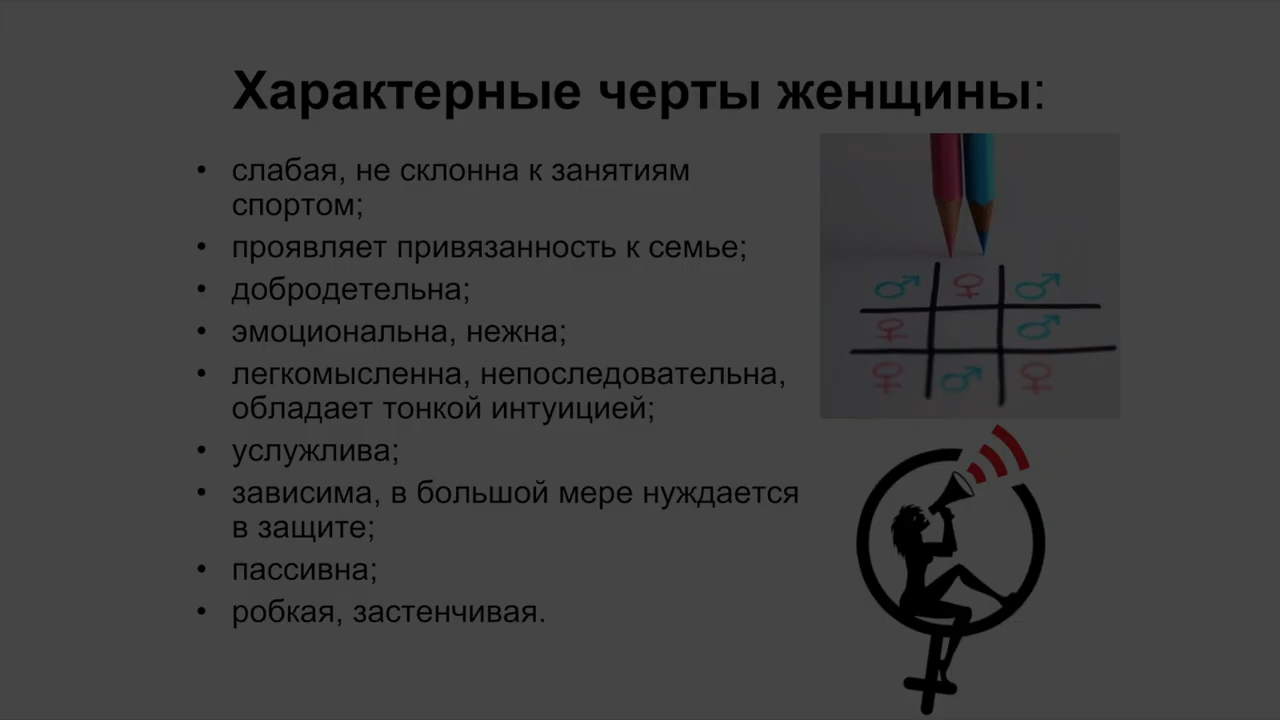 Характерные черты женщины:
• слабая, не склонна к занятиям
спортом;
• проявляет привязанность к семье;
• добродетельна;
• эмоциональна, нежна;
• легкомысленна, непоследовательна,
обладает тонкой интуицией;
• услужлива;
• зависима, в большой мере нуждается
в защите;
• пассивна;
• робкая, застенчивая.